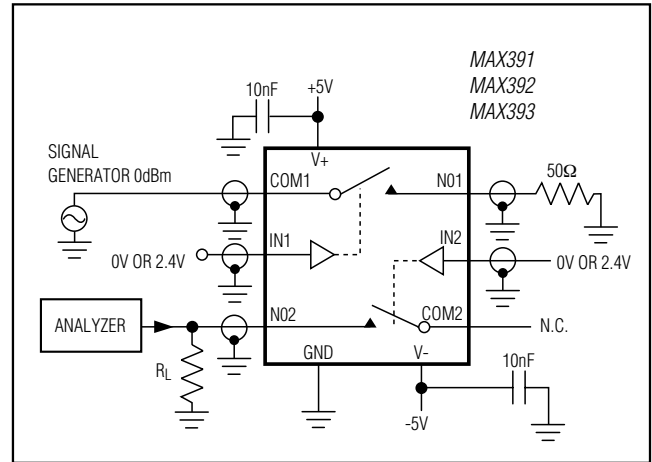 MAX391
MAX392
MAX393
10nF
+5V
SIGNAL
GENERATOR 0dBm
V+
COM1
N01
50Ω
IN1
IN2
0V OR 2.4V
0V OR 2.4V
ANALYZER
N02
COM2
N.C.
RL
GND
V-
10nF
-5V